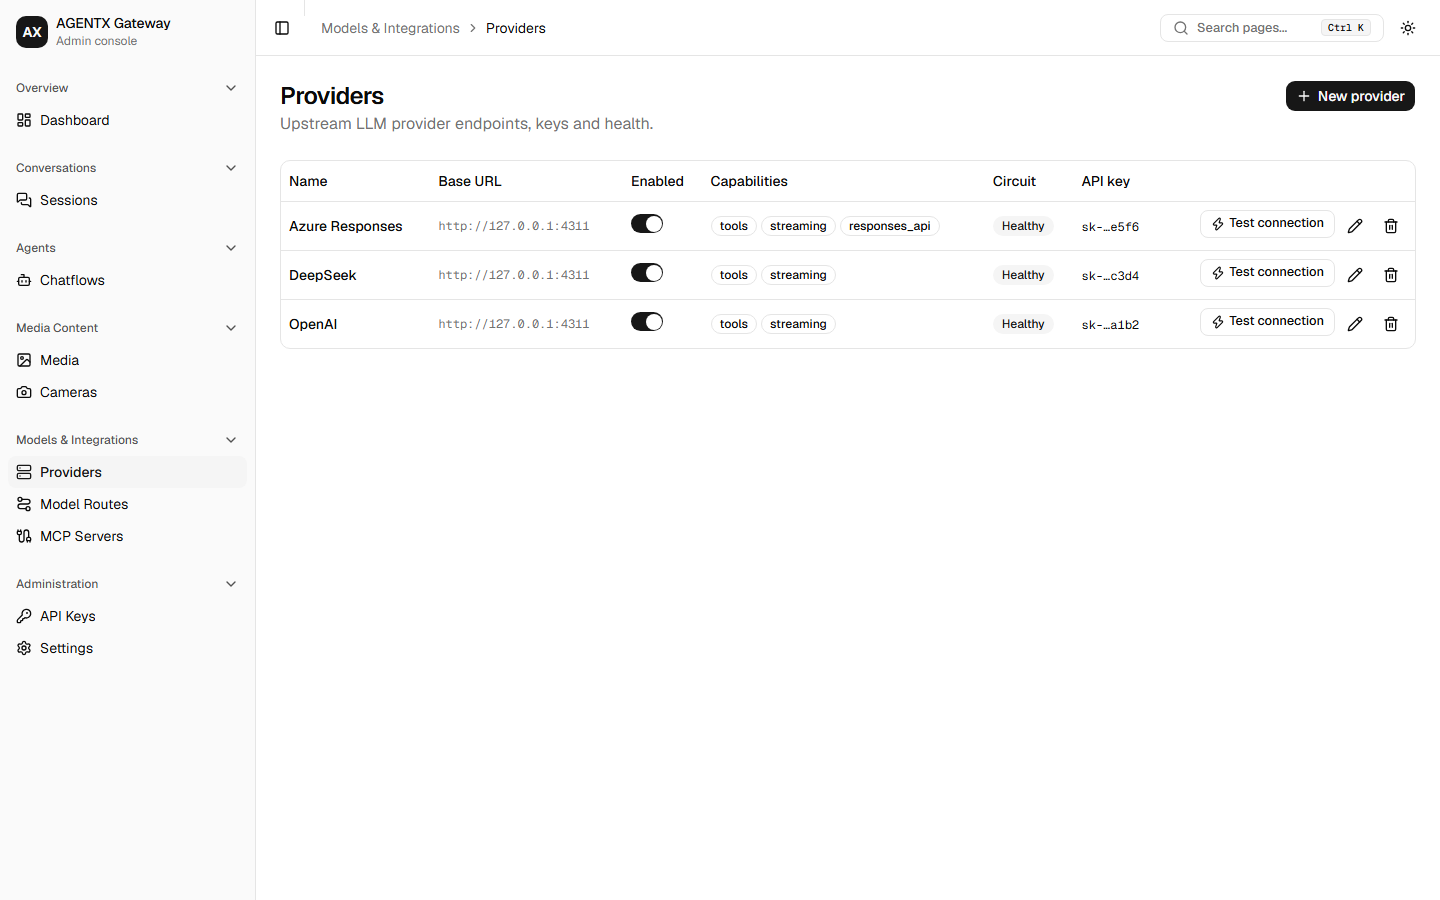 AX
AGENTX Gateway
Admin console
Overview
Dashboard
Conversations
Sessions
Agents
Chatflows
Media Content
Media
Cameras
Models & Integrations
Providers
Model Routes
MCP Servers
Administration
API Keys
Settings
Models & Integrations > Providers
Search pages... Ctrl K
Providers
New provider
Upstream LLM provider endpoints, keys and health.
Name Base URL Enabled Capabilities Circuit API key
Azure Responses http://127.0.0.1:4311 tools streaming responses_api Healthy sk-…e5f6 Test connection
DeepSeek http://127.0.0.1:4311 tools streaming Healthy sk-…c3d4 Test connection
OpenAI http://127.0.0.1:4311 tools streaming Healthy sk-…a1b2 Test connection